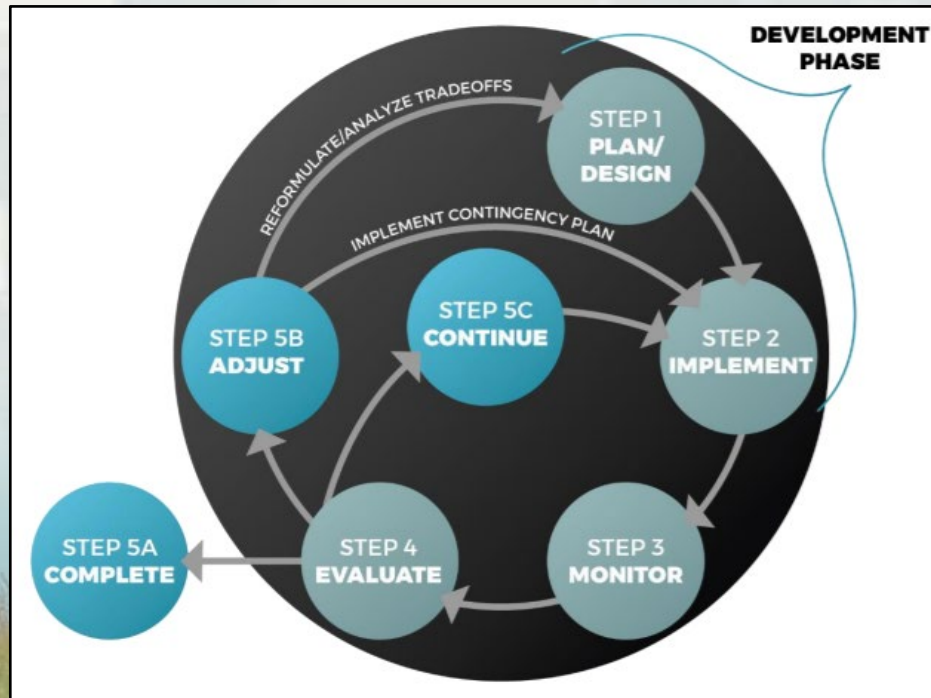 DEVELOPMENT
PHASE
REFORMULATE/ANALYZE TRADEOFFS
STEP 1
PLAN/
DESIGN
IMPLEMENT CONTINGENCY PLAN
STEP 5B
ADJUST
STEP 5C
CONTINUE
STEP 2
IMPLEMENT
STEP 5A
COMPLETE
STEP 4
EVALUATE
STEP 3
MONITOR